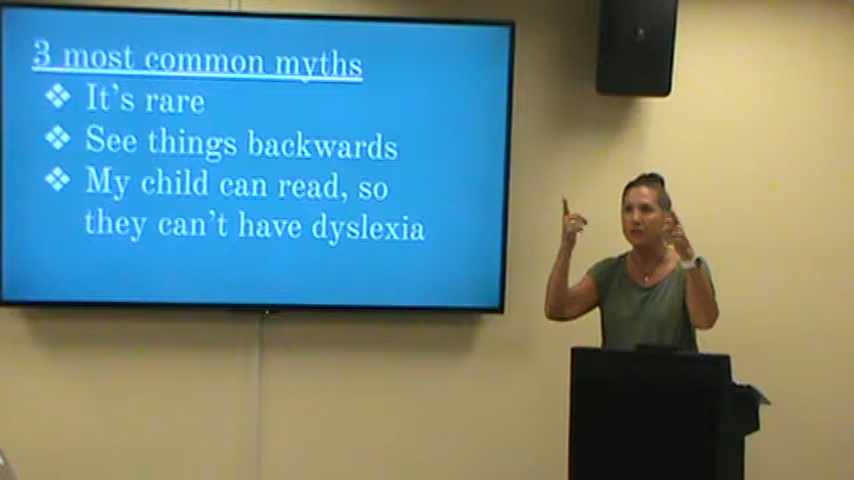 3 most common myths
❖ It's rare
❖ See things backwards
❖ My child can read, so
they can't have dyslexia